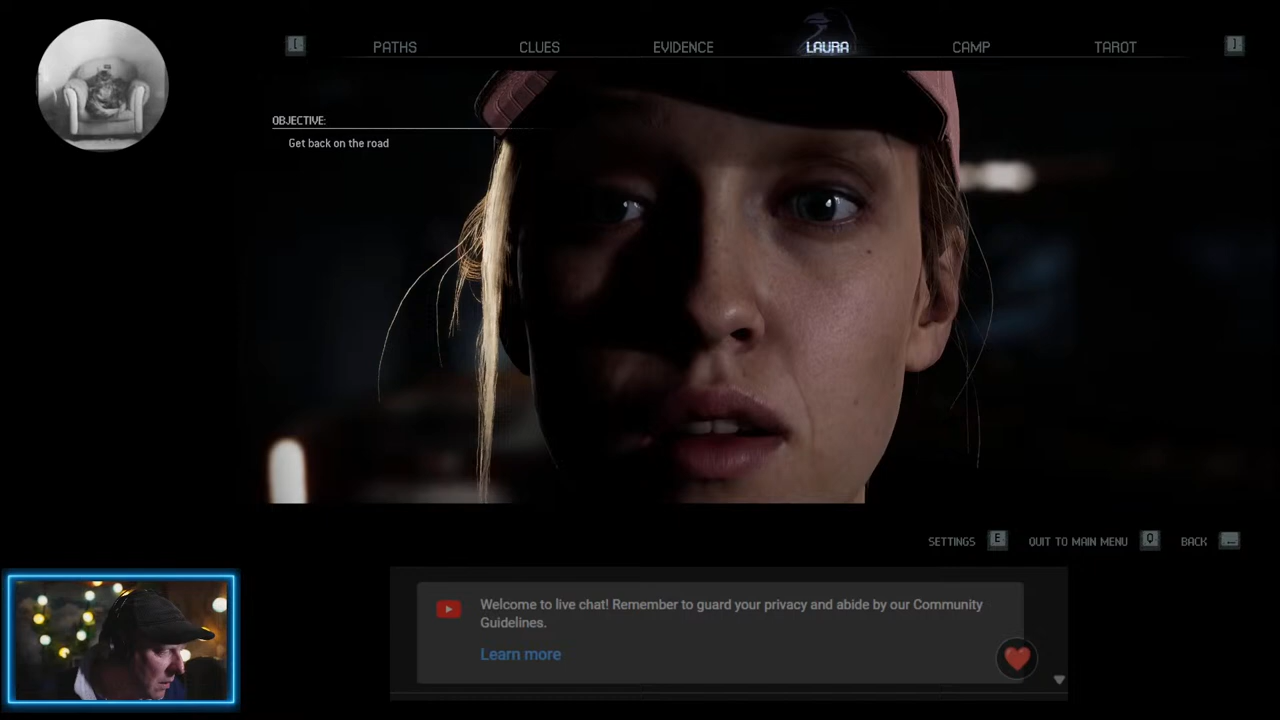 [ PATHS CLUES EVIDENCE LAURA CAMP TAROT ]
OBJECTIVE:
Get back on the road
SETTINGS E QUIT TO MAIN MENU Q BACK
Welcome to live chat! Remember to guard your privacy and abide by our Community
Guidelines.
Learn more